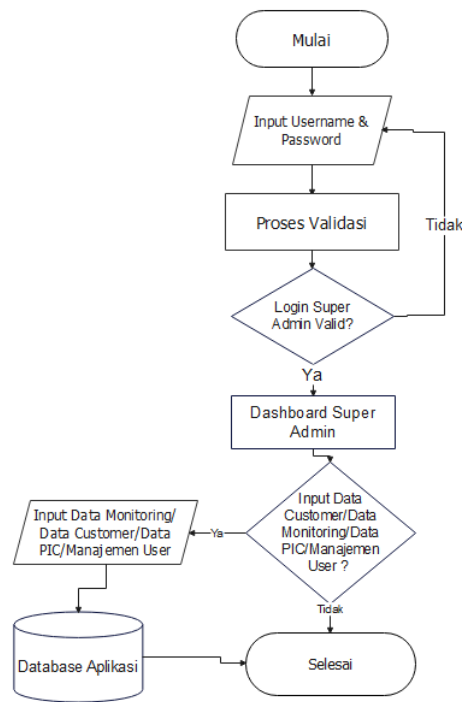 Mulai
Input Username &
Password
Proses Validasi
Tidak
Login Super
Admin Valid?
Ya
Dashboard Super
Admin
Input Data
Customer/Data
Monitoring/Data
PIC/Manajemen
User ?
Ya
Input Data Monitoring/
Data Customer/Data
PIC/Manajemen User
Tidak
Database Aplikasi
Selesai